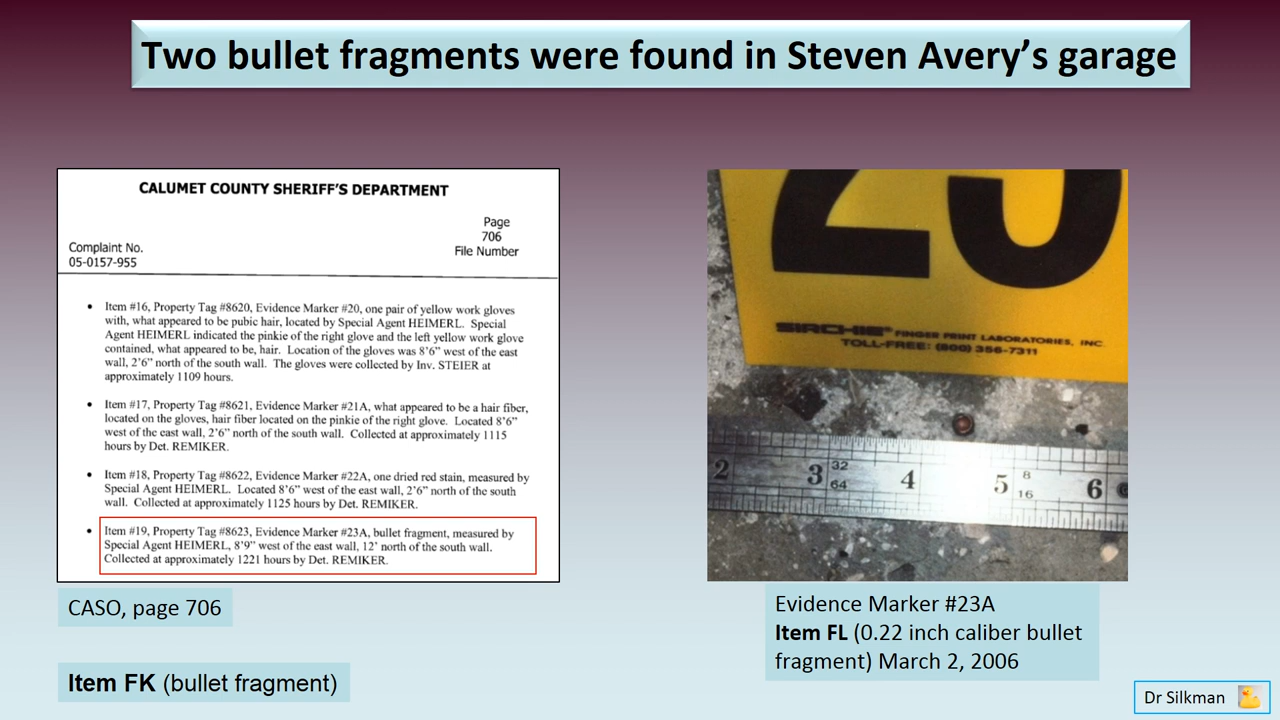 Two bullet fragments were found in Steven Avery's garage
CALUMET COUNTY SHERIFF'S DEPARTMENT
Page
706
File Number
Complaint No.
05-0157-955
• Item #16, Property Tag #8620, Evidence Marker #20, one pair of yellow work gloves
with, what appeared to be pubic hair, located by Special Agent HEIMERL. Special
Agent HEIMERL indicated the pinkie of the right glove and the left yellow work glove
contained, what appeared to be, hair. Location of the gloves was 8'6" west of the east
wall, 2'6" north of the south wall. The gloves were collected by Inv. STEIER at
approximately 1109 hours.
• Item #17, Property Tag #8621, Evidence Marker #21A, what appeared to be a hair fiber,
located on the gloves, hair fiber located on the pinkie of the right glove. Located 8'6"
west of the east wall, 2'6" north of the south wall. Collected at approximately 1115
hours by Det. REMIKER.
• Item #18, Property Tag #8622, Evidence Marker #22A, one dried red stain, measured by
Special Agent HEIMERL. Located 8'6" west of the east wall, 2'6" north of the south
wall. Collected at approximately 1125 hours by Det. REMIKER.
• Item #19, Property Tag #8623, Evidence Marker #23A, bullet fragment, measured by
Special Agent HEIMERL, 8'9" west of the east wall, 12' north of the south wall.
Collected at approximately 1221 hours by Det. REMIKER.
CASO, page 706
Item FK (bullet fragment)
23
SIRCHIE® FINGER PRINT LABORATORIES, INC
TOLL-FREE: (800) 356-7311
2 3 32 64 4 5 8 16 6
Evidence Marker #23A
Item FL (0.22 inch caliber bullet
fragment) March 2, 2006
Dr Silkman